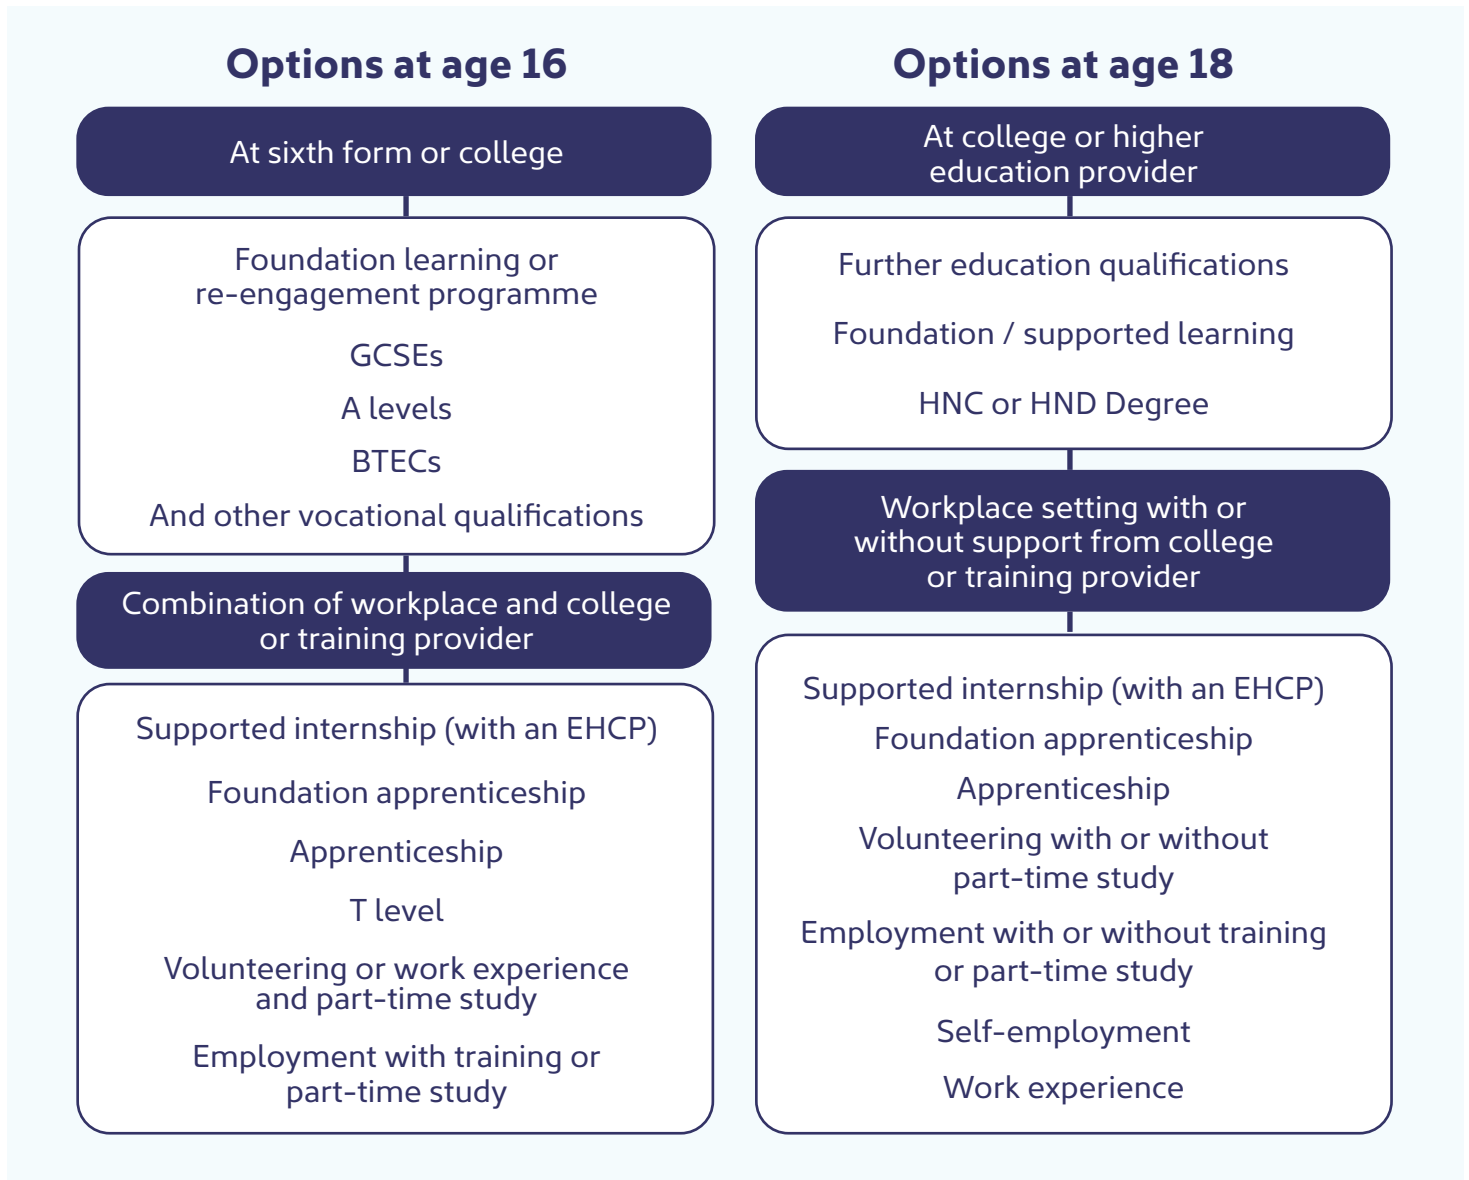 Options at age 16
At sixth form or college
Foundation learning or
re-engagement programme
GCSEs
A levels
BTECs
And other vocational qualifications
Combination of workplace and college
or training provider
Supported internship (with an EHCP)
Foundation apprenticeship
Apprenticeship
T level
Volunteering or work experience
and part-time study
Employment with training or
part-time study
Options at age 18
At college or higher
education provider
Further education qualifications
Foundation / supported learning
HNC or HND Degree
Workplace setting with or
without support from college
or training provider
Supported internship (with an EHCP)
Foundation apprenticeship
Apprenticeship
Volunteering with or without
part-time study
Employment with or without training
or part-time study
Self-employment
Work experience